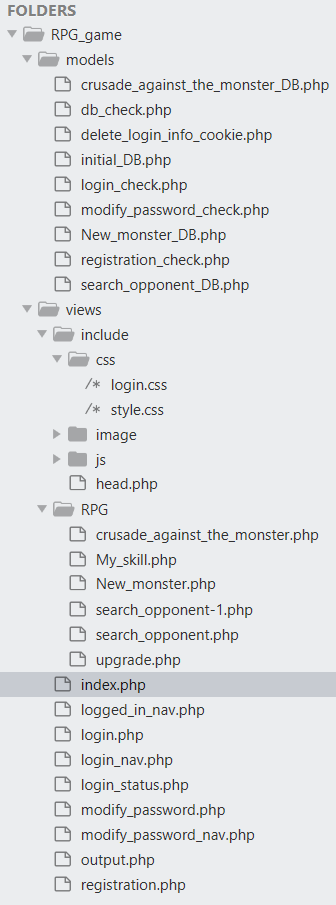 FOLDERS
RPG_game
models
crusade_against_the_monster_DB.php
db_check.php
delete_login_info_cookie.php
initial_DB.php
login_check.php
modify_password_check.php
New_monster_DB.php
registration_check.php
search_opponent_DB.php
views
include
css
/* login.css
/* style.css
image
js
head.php
RPG
crusade_against_the_monster.php
My_skill.php
New_monster.php
search_opponent-1.php
search_opponent.php
upgrade.php
index.php
logged_in_nav.php
login.php
login_nav.php
login_status.php
modify_password.php
modify_password_nav.php
output.php
registration.php